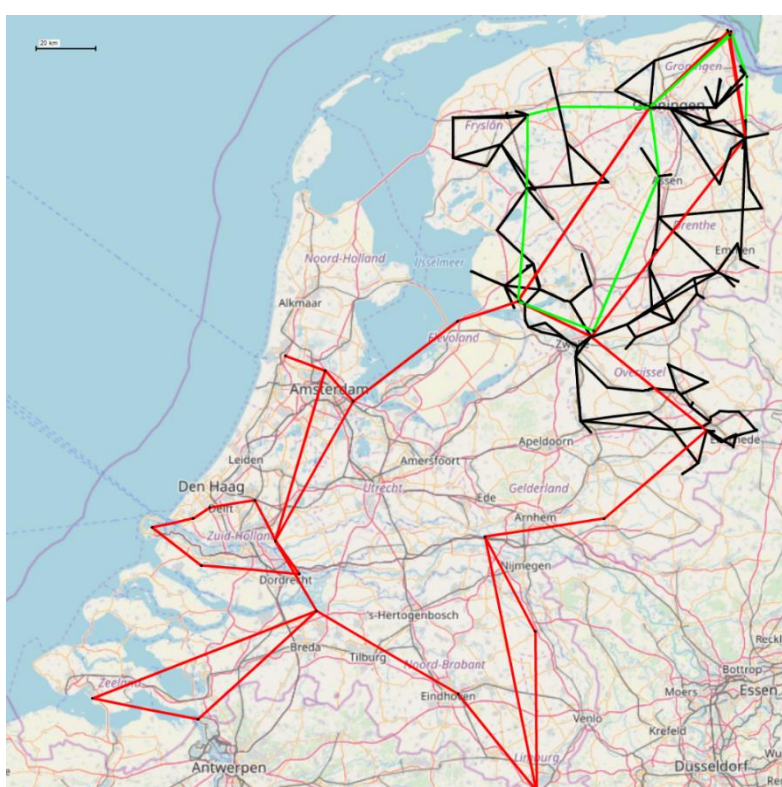 20 km
Groningen
Groningen
Fryslân
Assen
Drenthe
Noord-Holland
IJsselmeer
Alkmaar
Flevoland
Overijssel
Amsterdam
Apeldoorn
Leiden
Amersfoort
Den Haag
Utrecht
Ede
Gelderland
Delft
Arnhem
Zuid-Holland
Nijmegen
Dordrecht
's-Hertogenbosch
Breda
Tilburg
Noord-Brabant
Bottrop
Zeeland
Eindhoven
Moers
Essen
Venlo
Krefeld
Limburg
Antwerpen
Düsseldorf